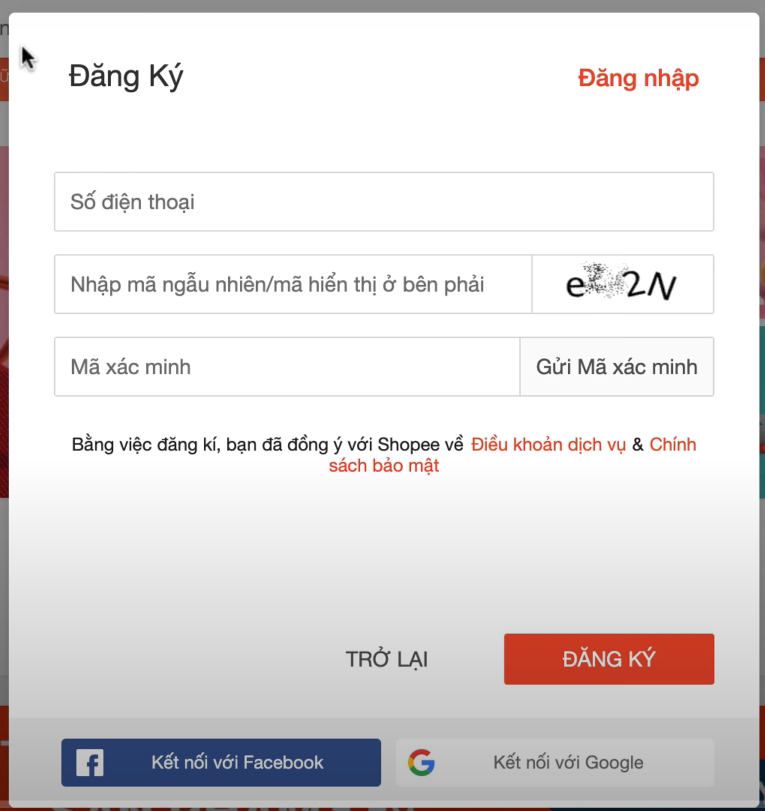 Đăng Ký
Đăng nhập
Số điện thoại
Nhập mã ngẫu nhiên/mã hiển thị ở bên phải
Mã xác minh
Gửi Mã xác minh
Bằng việc đăng kí, bạn đã đồng ý với Shopee về Điều khoản dịch vụ & Chính
sách bảo mật
TRỞ LẠI
ĐĂNG KÝ
Kết nối với Facebook
Kết nối với Google